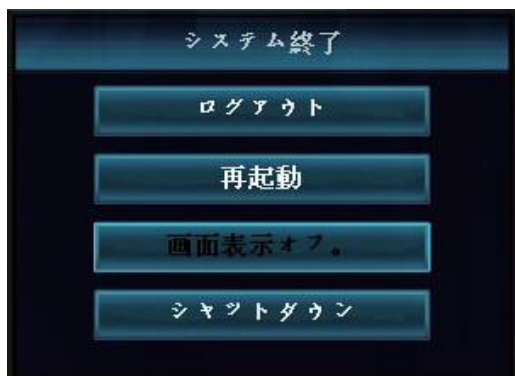 システム終了
ログアウト
再起動
画面表示オフ。
シャットダウン